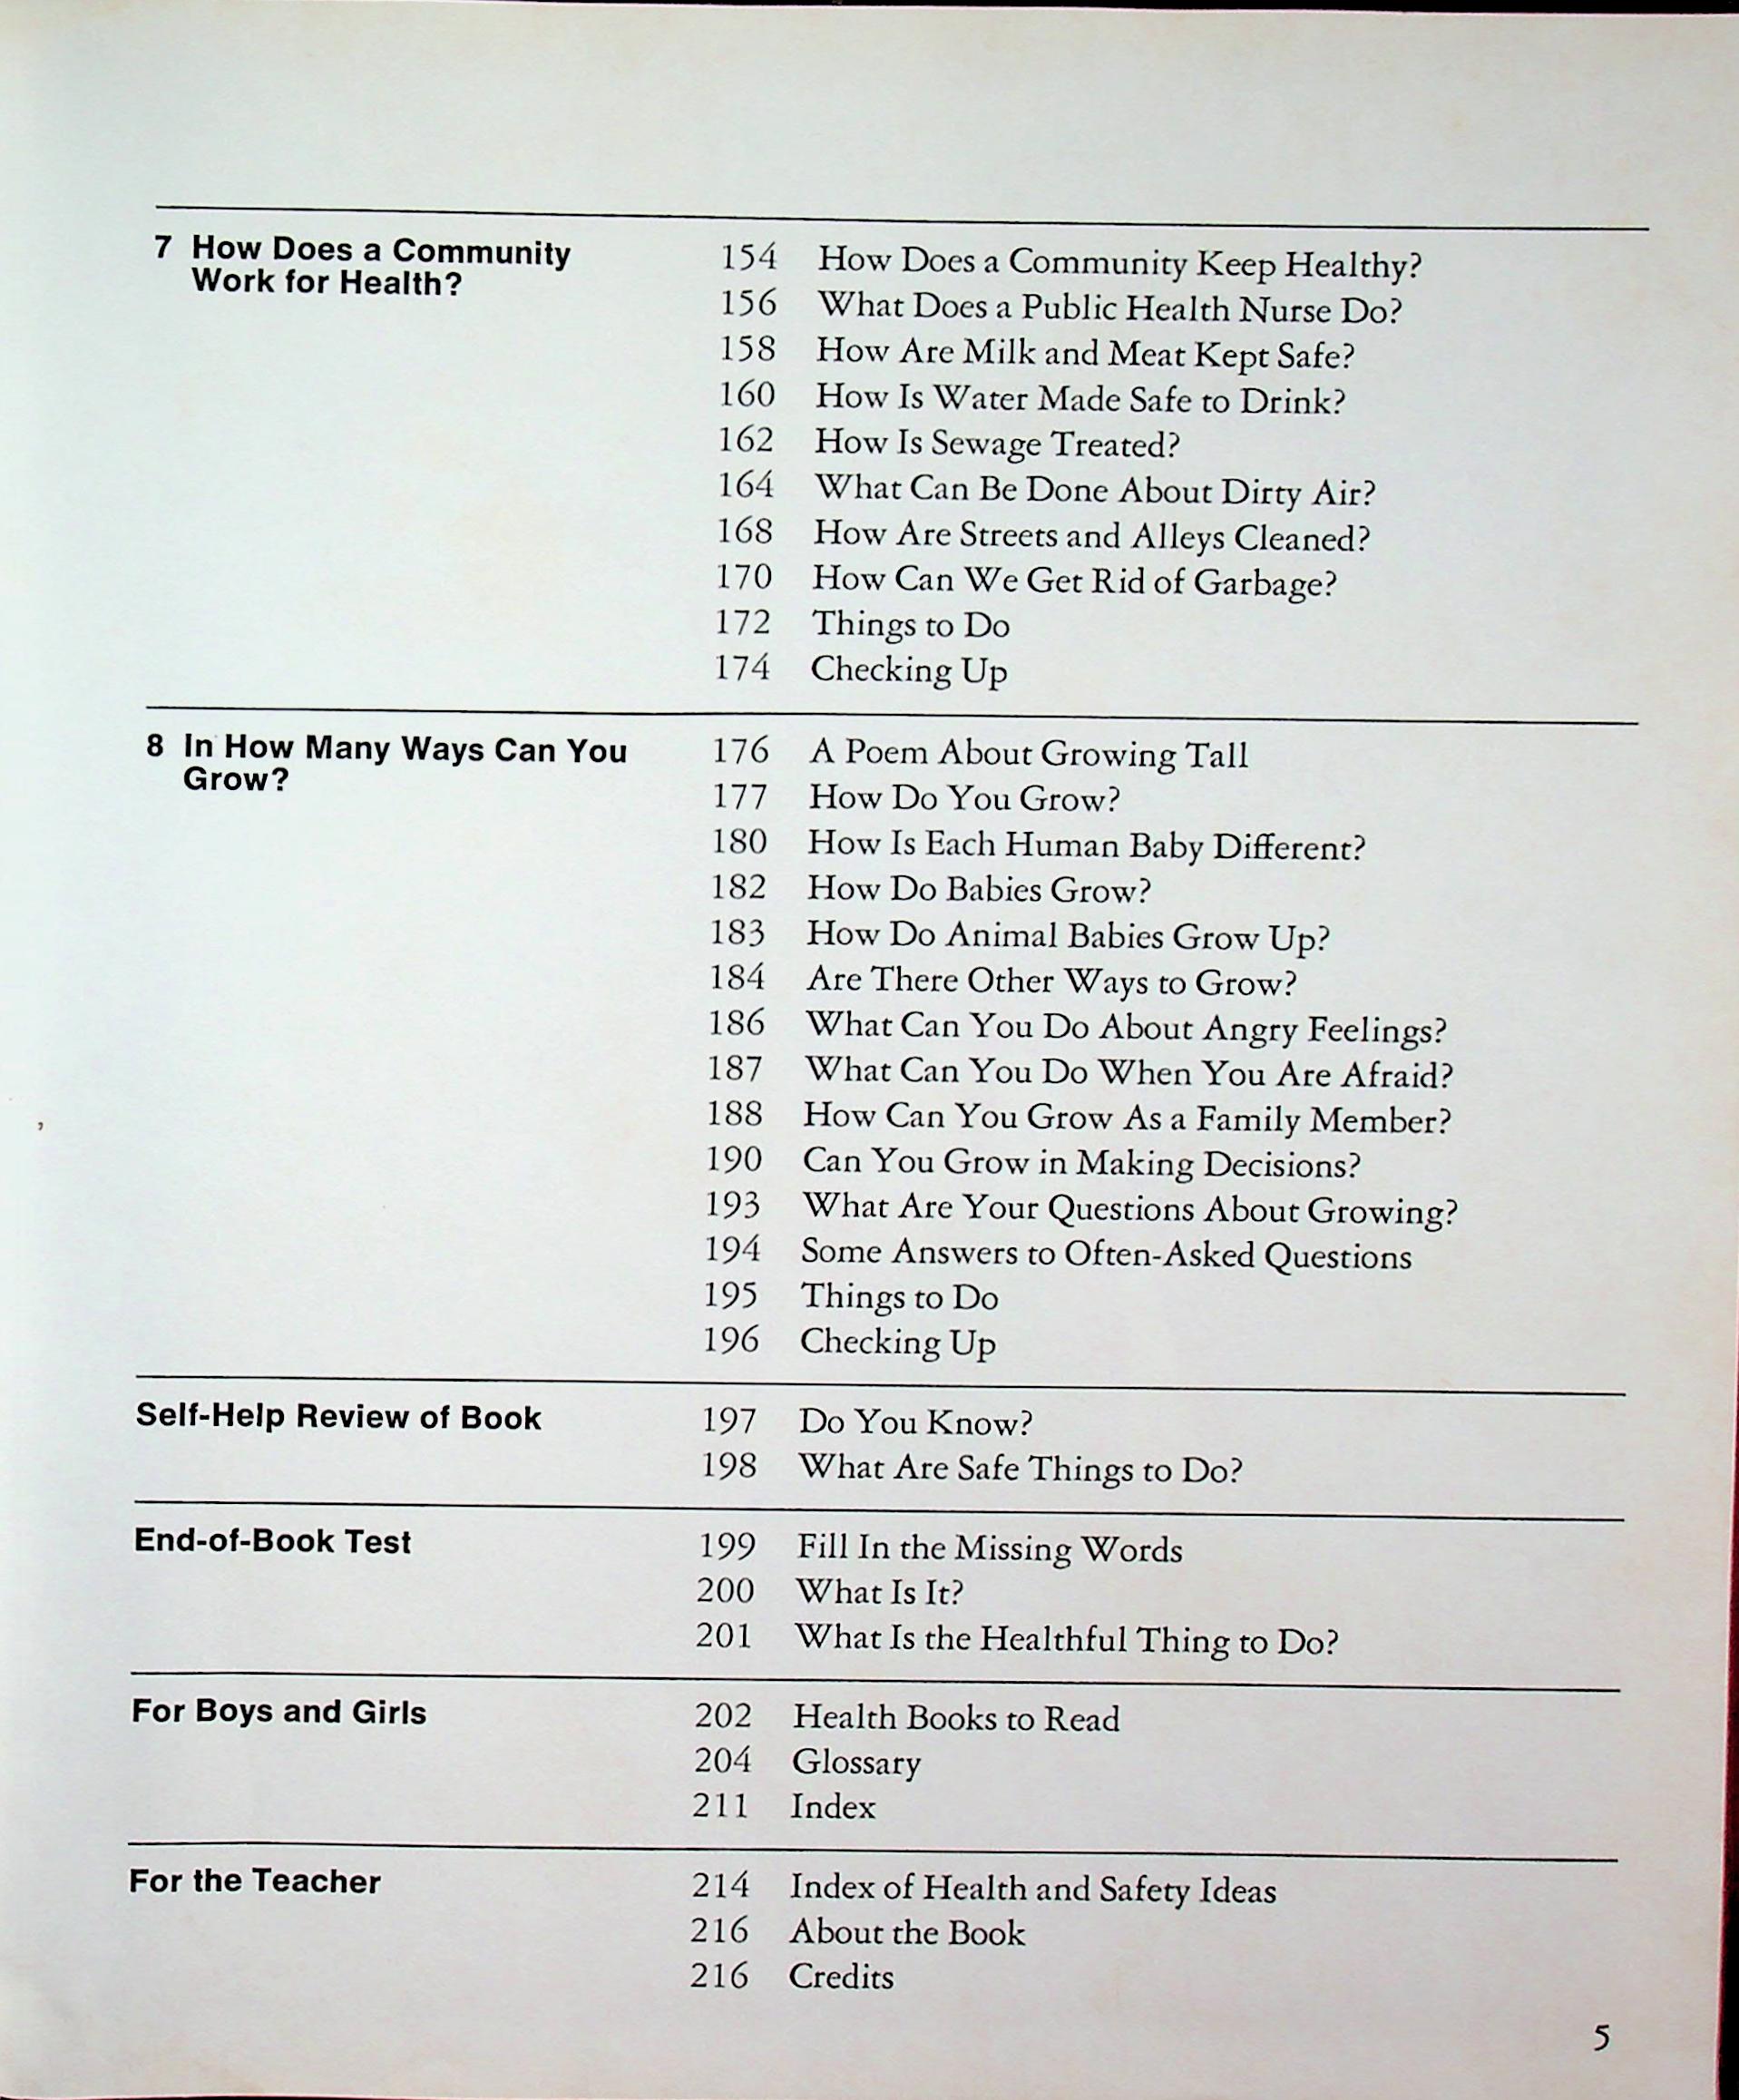 7 How Does a Community
Work for Health?
154 How Does a Community Keep Healthy?
156 What Does a Public Health Nurse Do?
158 How Are Milk and Meat Kept Safe?
160 How Is Water Made Safe to Drink?
162 How Is Sewage Treated?
164 What Can Be Done About Dirty Air?
168 How Are Streets and Alleys Cleaned?
170 How Can We Get Rid of Garbage?
172 Things to Do
174 Checking Up
8 In How Many Ways Can You
Grow?
176 A Poem About Growing Tall
177 How Do You Grow?
180 How Is Each Human Baby Different?
182 How Do Babies Grow?
183 How Do Animal Babies Grow Up?
184 Are There Other Ways to Grow?
186 What Can You Do About Angry Feelings?
187 What Can You Do When You Are Afraid?
188 How Can You Grow As a Family Member?
190 Can You Grow in Making Decisions?
193 What Are Your Questions About Growing?
194 Some Answers to Often-Asked Questions
195 Things to Do
196 Checking Up
Self-Help Review of Book
197 Do You Know?
198 What Are Safe Things to Do?
End-of-Book Test
199 Fill In the Missing Words
200 What Is It?
201 What Is the Healthful Thing to Do?
For Boys and Girls
202 Health Books to Read
204 Glossary
211 Index
For the Teacher
214 Index of Health and Safety Ideas
216 About the Book
216 Credits
5